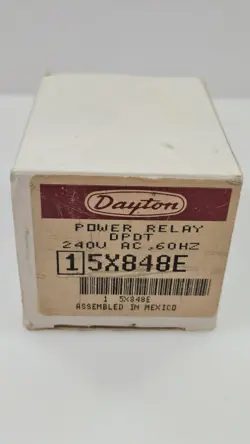 Dayton
POWER RELAY
DPDT
240V AC, 60HZ
1 5X848E
1 5X848E
ASSEMBLED IN MEXICO